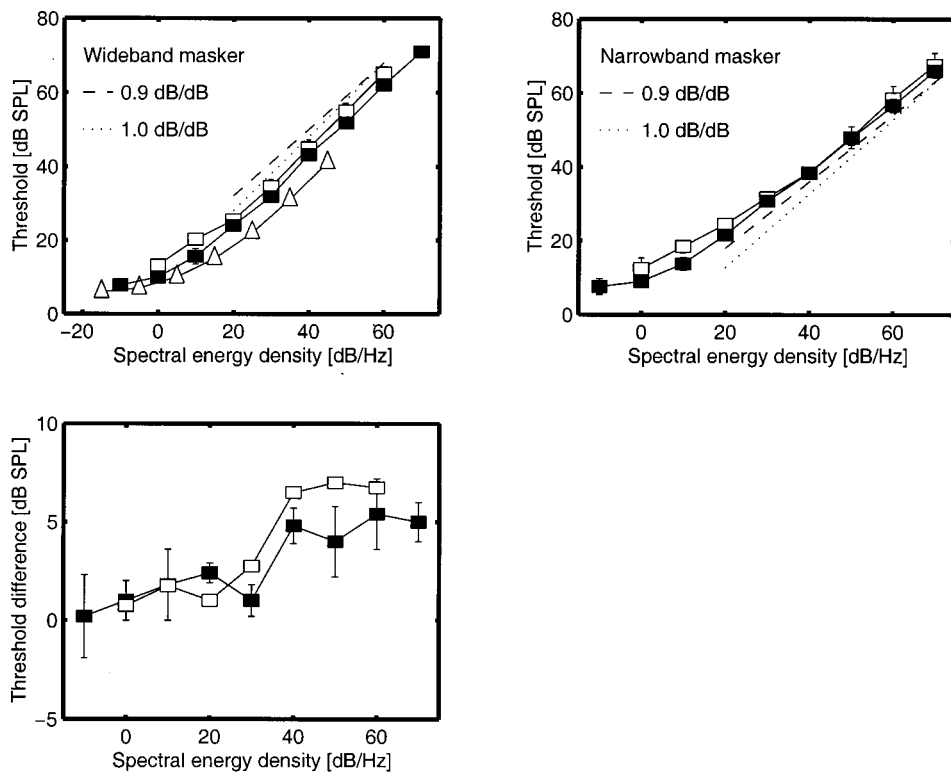 80
60
40
20
0
Threshold [dB SPL]
Wideband masker
0.9 dB/dB
1.0 dB/dB
−20 0 20 40 60
Spectral energy density [dB/Hz]
80
60
40
20
0
Threshold [dB SPL]
Narrowband masker
0.9 dB/dB
1.0 dB/dB
0 20 40 60
Spectral energy density [dB/Hz]
10
5
0
−5
Threshold difference [dB SPL]
0 20 40 60
Spectral energy density [dB/Hz]